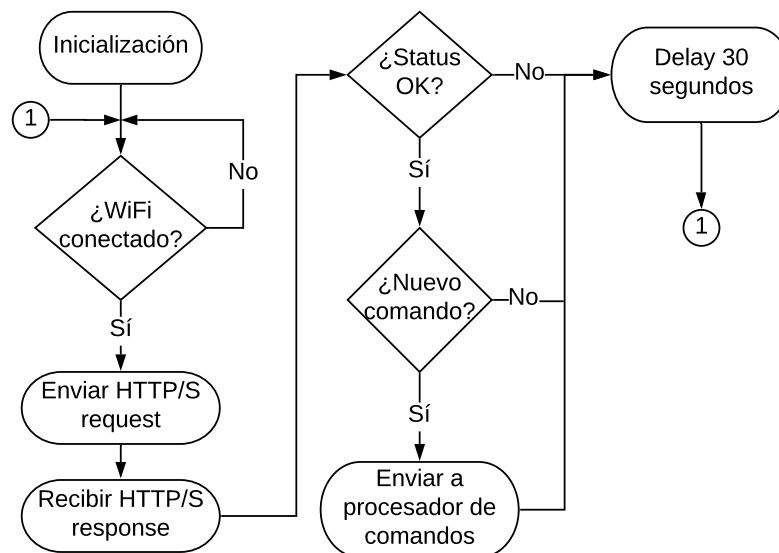 Inicialización
1
No
¿WiFi
conectado?
Sí
Enviar HTTP/S
request
Recibir HTTP/S
response
¿Status
OK?
No
Sí
¿Nuevo
comando?
No
Sí
Enviar a
procesador de
comandos
Delay 30
segundos
1